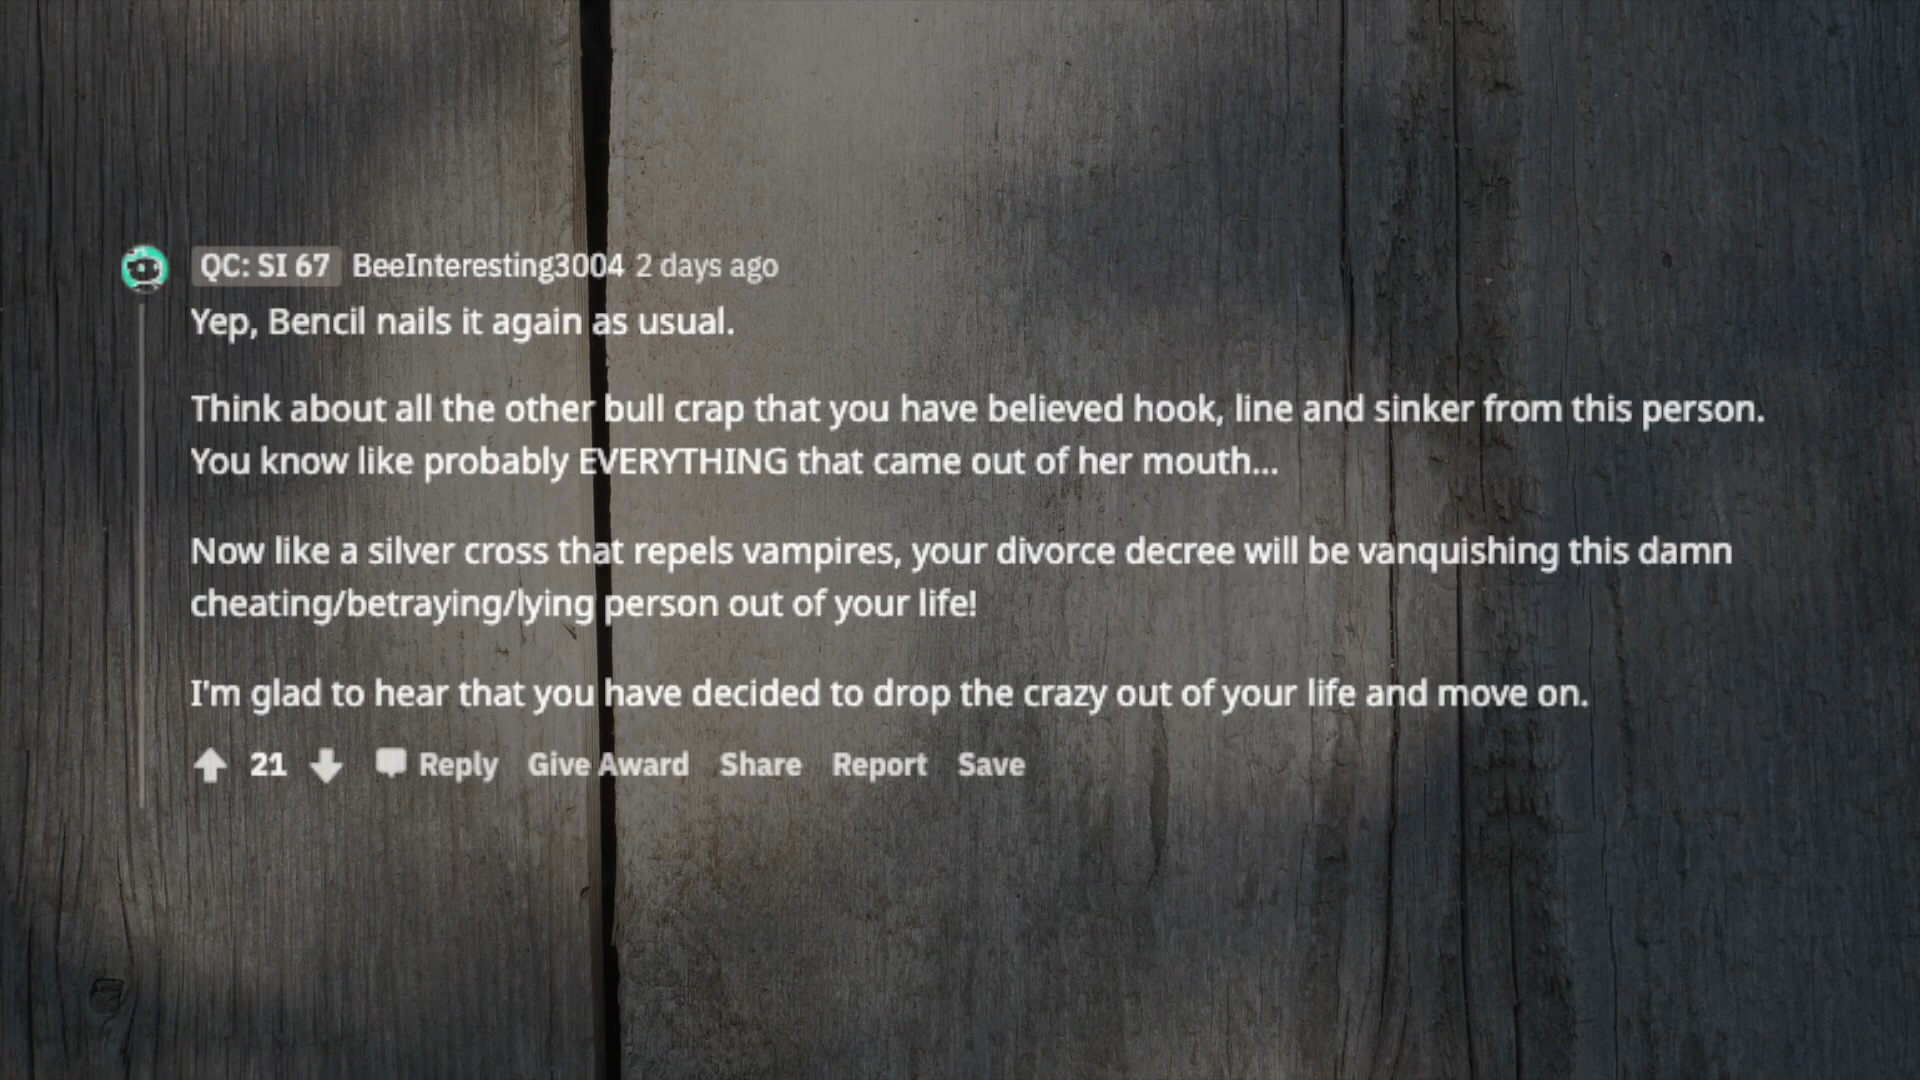 QC: SI 67 BeeInteresting3004 2 days ago
Yep, Bencil nails it again as usual.
Think about all the other bull crap that you have believed hook, line and sinker from this person.
You know like probably EVERYTHING that came out of her mouth...
Now like a silver cross that repels vampires, your divorce decree will be vanquishing this damn
cheating/betraying/lying person out of your life!
I'm glad to hear that you have decided to drop the crazy out of your life and move on.
21 Reply Give Award Share Report Save